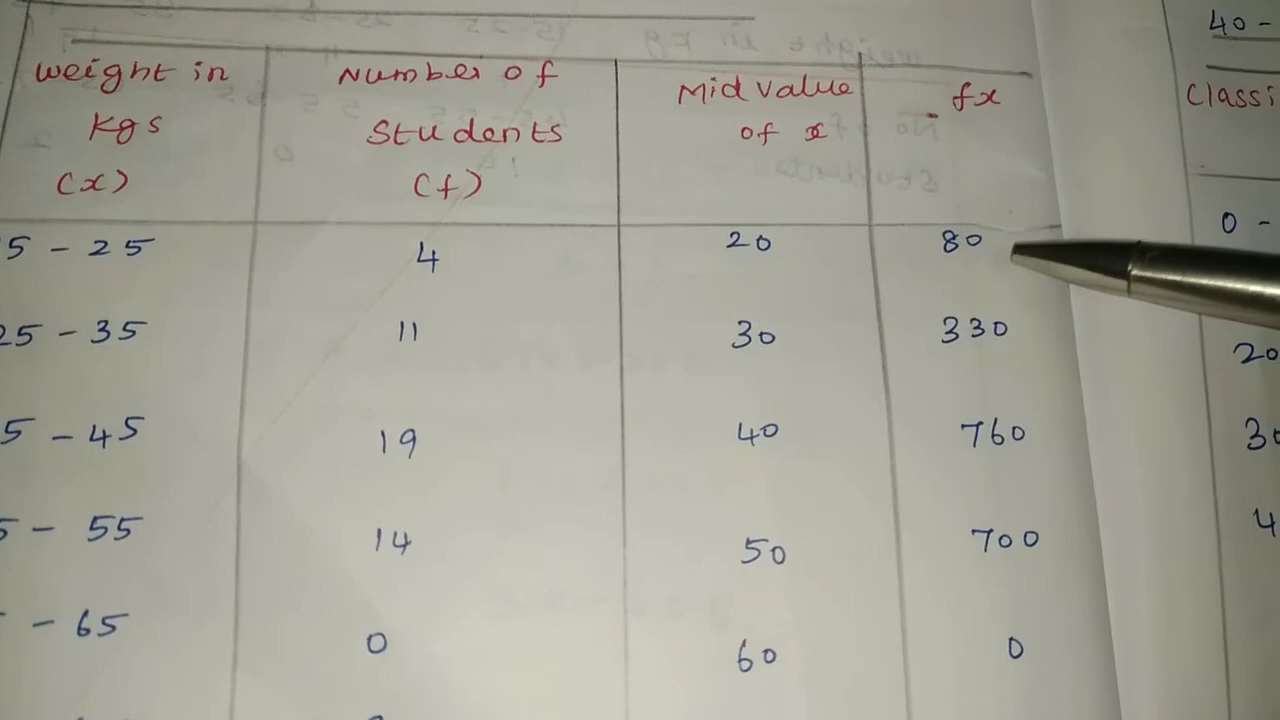 Weight in Kgs (x) Number of Students (f) Mid value of x fx
5 - 25 4 20 80
25 - 35 11 30 330
5 - 45 19 40 760
5 - 55 14 50 700
- 65 0 60 0
40 -
Classi
0 -
20
30
4